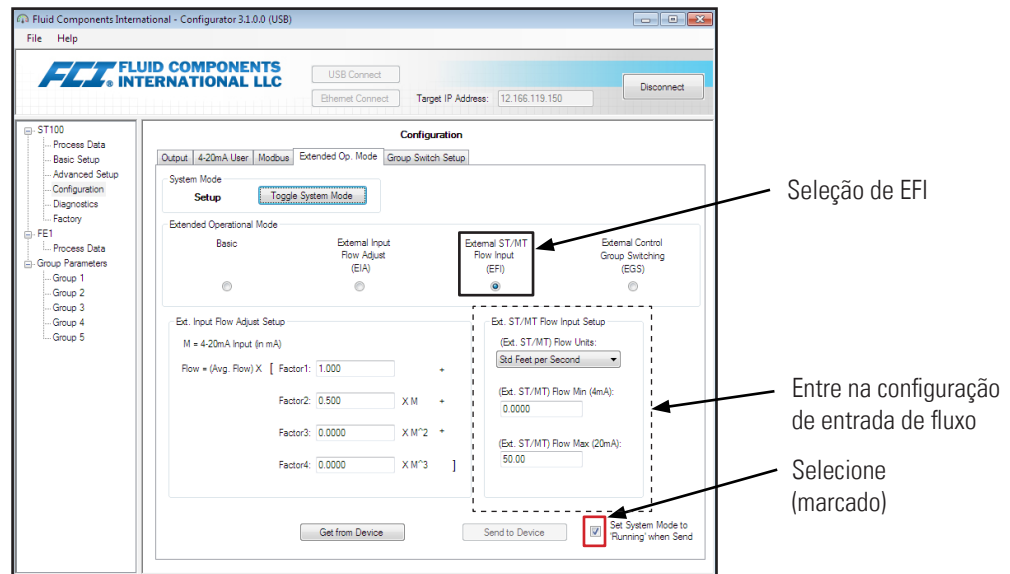 Fluid Components International - Configurator 3.1.0.0 (USB)
File Help
FCI® FLUID COMPONENTS
INTERNATIONAL LLC
USB Connect
Ethernet Connect
Target IP Address: 12.166.119.150
Disconnect
ST100
Process Data
Basic Setup
Advanced Setup
Configuration
Diagnostics
Factory
FE1
Process Data
Group Parameters
Group 1
Group 2
Group 3
Group 4
Group 5
Configuration
Output 4-20mA User Modbus Extended Op. Mode Group Switch Setup
System Mode
Setup Toggle System Mode
Extended Operational Mode
Basic
External Input
Flow Adjust
(EIA)
External ST/MT
Flow Input
(EFI)
External Control
Group Switching
(EGS)
Ext. Input Flow Adjust Setup
M = 4-20mA Input (in mA)
Flow = (Avg. Flow) X [ Factor1: 1.000 +
Factor2: 0.500 X M +
Factor3: 0.0000 X M^2 +
Factor4: 0.0000 X M^3 ]
Ext. ST/MT Flow Input Setup
(Ext. ST/MT) Flow Units:
Std Feet per Second
(Ext. ST/MT) Flow Min (4mA):
0.0000
(Ext. ST/MT) Flow Max (20mA):
50.00
Get from Device
Send to Device
Set System Mode to
'Running' when Send
Seleção de EFI
Entre na configuração
de entrada de fluxo
Selecione
(marcado)